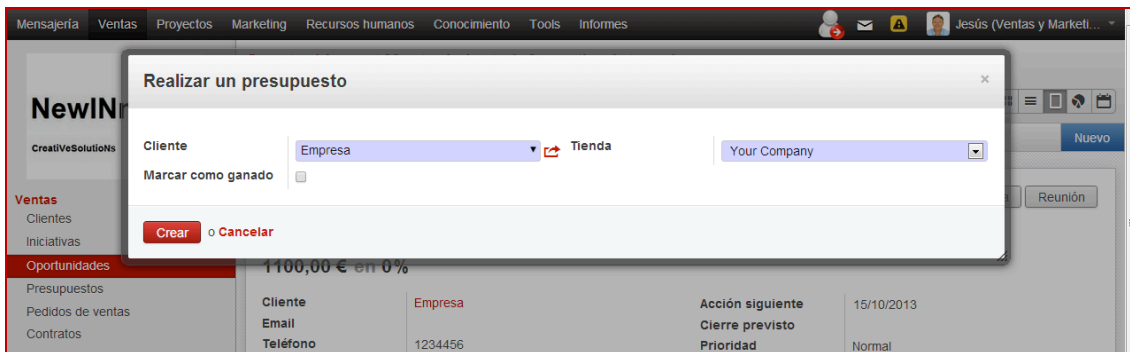 Mensajería Ventas Proyectos Marketing Recursos humanos Conocimiento Tools Informes Jesús (Ventas y Marketi...
Realizar un presupuesto ×
NewINn
CreatiVeSolutioNs
Nuevo
Cliente Empresa Tienda Your Company
Marcar como ganado
Reunión
Crear o Cancelar
Ventas
Clientes
Iniciativas
Oportunidades
Presupuestos
Pedidos de ventas
Contratos
1100,00 € en 0%
Cliente Empresa Acción siguiente 15/10/2013
Email Cierre previsto
Teléfono 1234456 Prioridad Normal